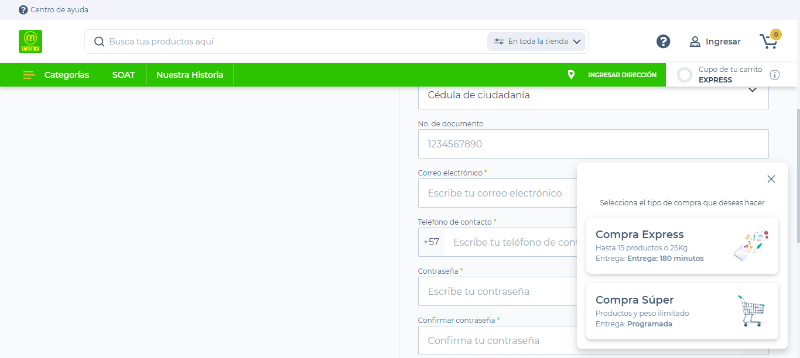 Centro de ayuda
Busca tus productos aquí
En toda la tienda
Ingresar
0
Categorías
SOAT
Nuestra Historia
INGRESAR DIRECCIÓN
Cupo de tu carrito
EXPRESS
Cédula de ciudadanía
No. de documento
1234567890
Correo electrónico *
Escribe tu correo electrónico
Teléfono de contacto *
+57
Escribe tu teléfono de cont
Contraseña *
Escribe tu contraseña
Confirmar contraseña *
Confirma tu contraseña
Selecciona el tipo de compra que deseas hacer
Compra Express
Hasta 15 productos o 25Kg
Entrega: Entrega: 180 minutos
Compra Súper
Productos y peso ilimitado
Entrega: Programada